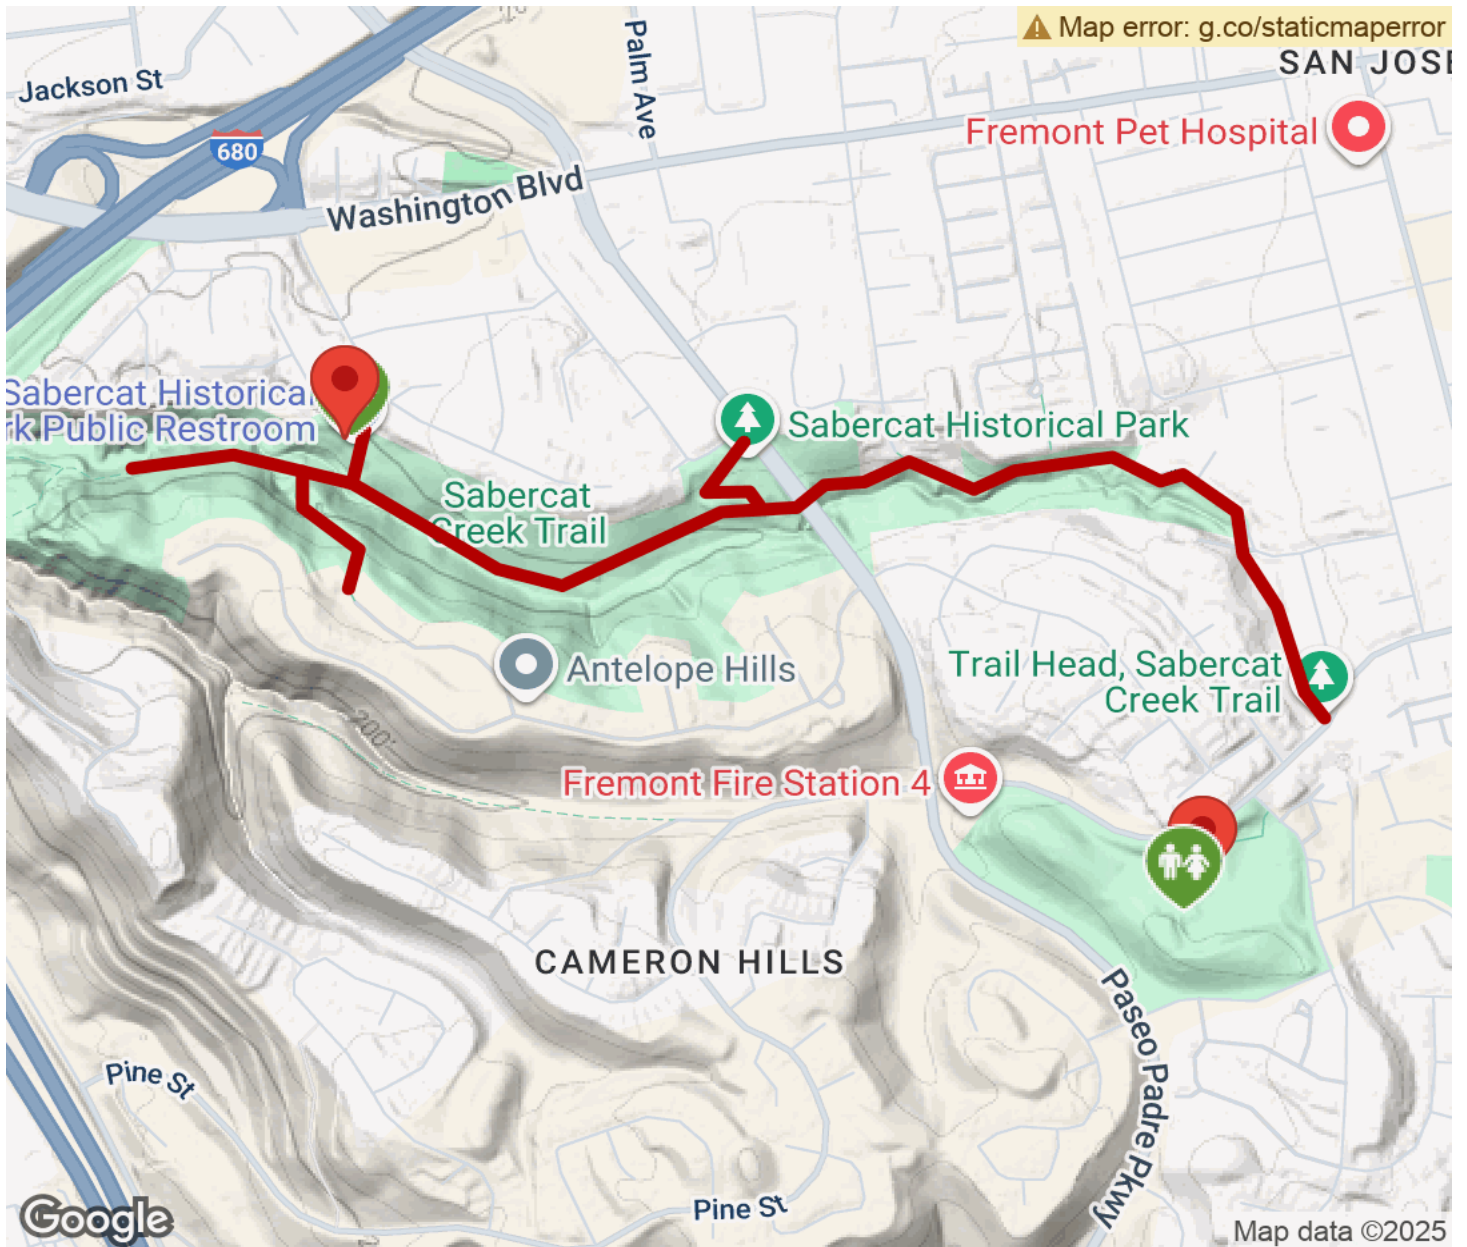 Map error: g.co/staticmaperror
SAN JOSE
Jackson St
Palm Ave
Fremont Pet Hospital
680
Washington Blvd
Sabercat Historical
rk Public Restroom
Sabercat Historical Park
Sabercat
Creek Trail
Trail Head, Sabercat
Creek Trail
Antelope Hills
200'
Fremont Fire Station 4
CAMERON HILLS
Paseo Padre Pkwy
Pine St
Pine St
Google
Map data ©2025